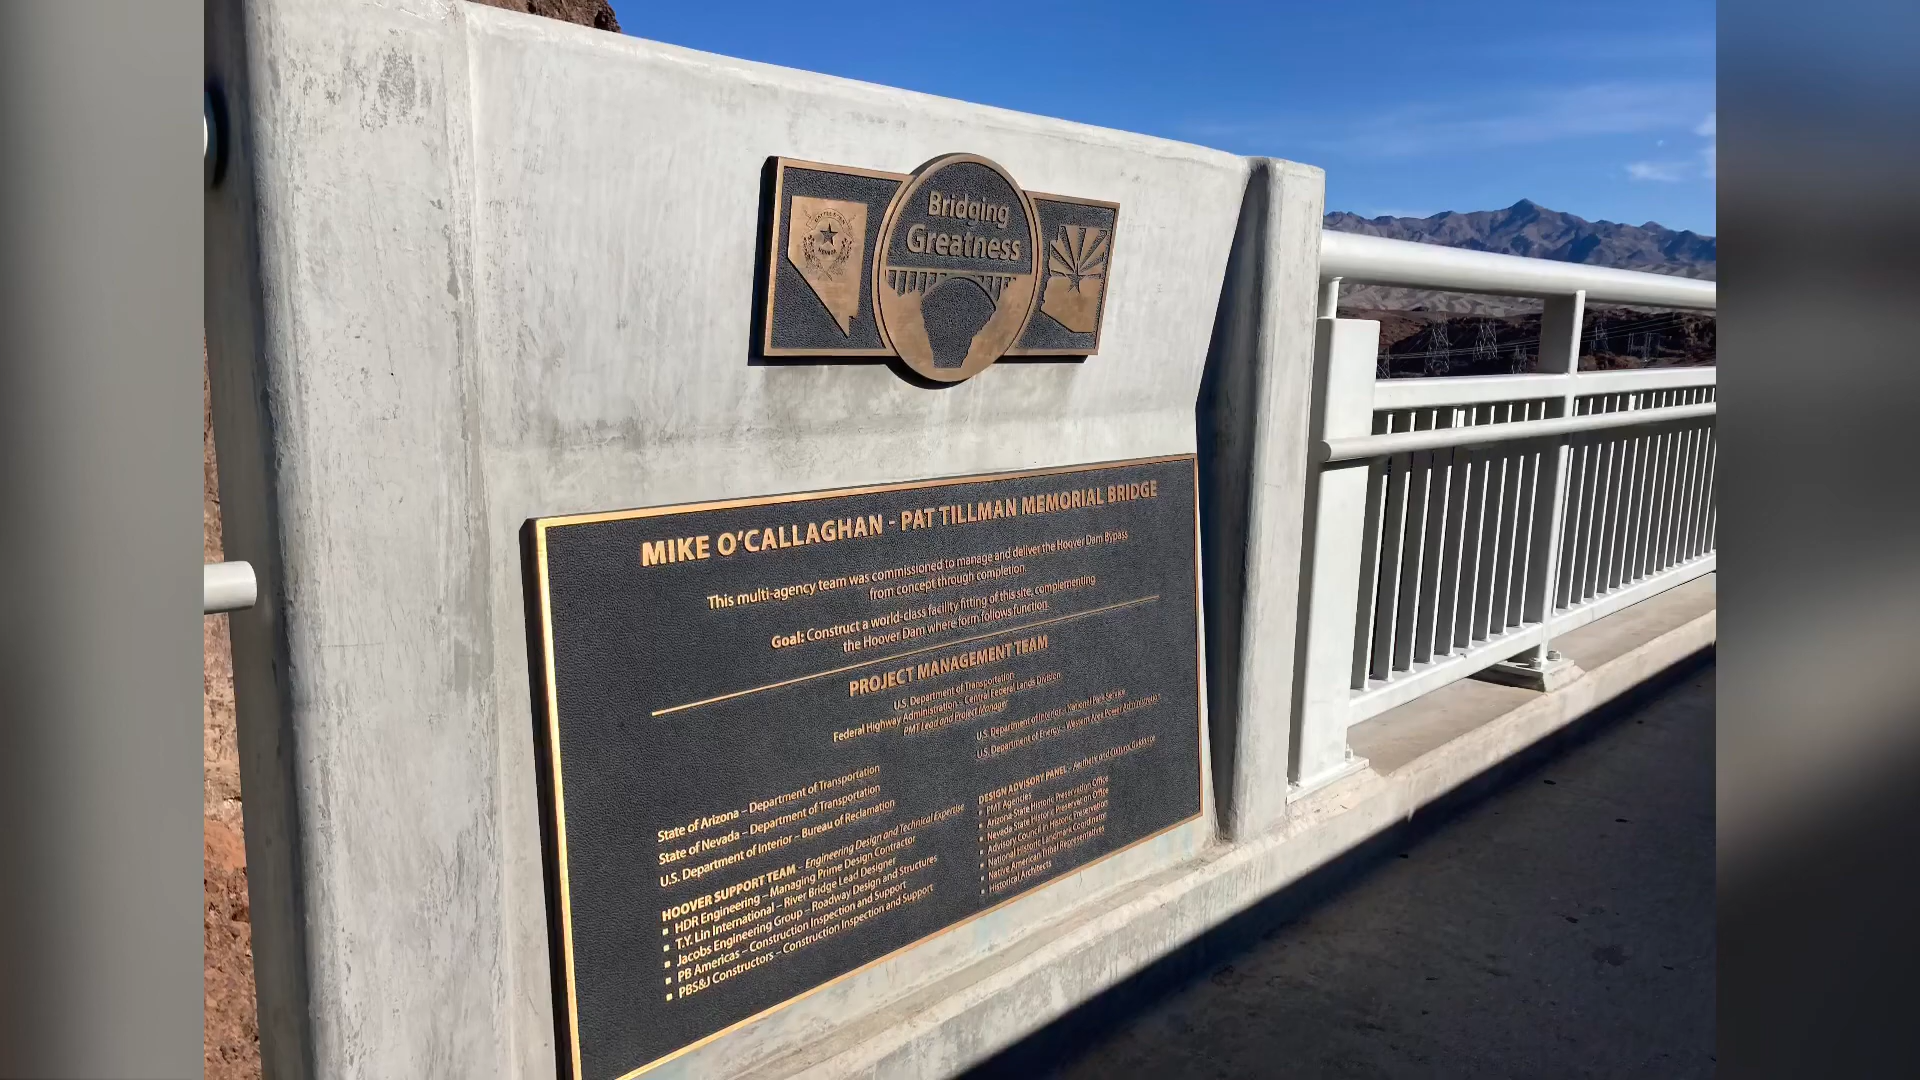 Bridging
Greatness
MIKE O'CALLAGHAN - PAT TILLMAN MEMORIAL BRIDGE
This multi-agency team was commissioned to manage and deliver the Hoover Dam Bypass
from concept through completion.
Goal: Construct a world-class facility fitting of this site, complementing
the Hoover Dam where form follows function.
PROJECT MANAGEMENT TEAM
U.S. Department of Transportation
Federal Highway Administration - Central Federal Lands Division
PMT Lead and Project Manager
State of Arizona – Department of Transportation
State of Nevada – Department of Transportation
U.S. Department of Interior – Bureau of Reclamation
U.S. Department of Interior – National Park Service
U.S. Department of Energy – Western Area Power Administration
HOOVER SUPPORT TEAM – Engineering Design and Technical Expertise
▪ HDR Engineering – Managing Prime Design Contractor
▪ T.Y. Lin International – River Bridge Lead Designer
▪ Jacobs Engineering Group – Roadway Design and Structures
▪ PB Americas – Construction Inspection and Support
▪ PBS&J Constructors – Construction Inspection and Support
DESIGN ADVISORY PANEL – Aesthetic and Cultural Guidance
▪ PMT Agencies
▪ Arizona State Historic Preservation Office
▪ Nevada State Historic Preservation Office
▪ Advisory Council in Historic Preservation
▪ National Historic Landmark Coordinator
▪ Native American Tribal Representatives
▪ Historical Architects